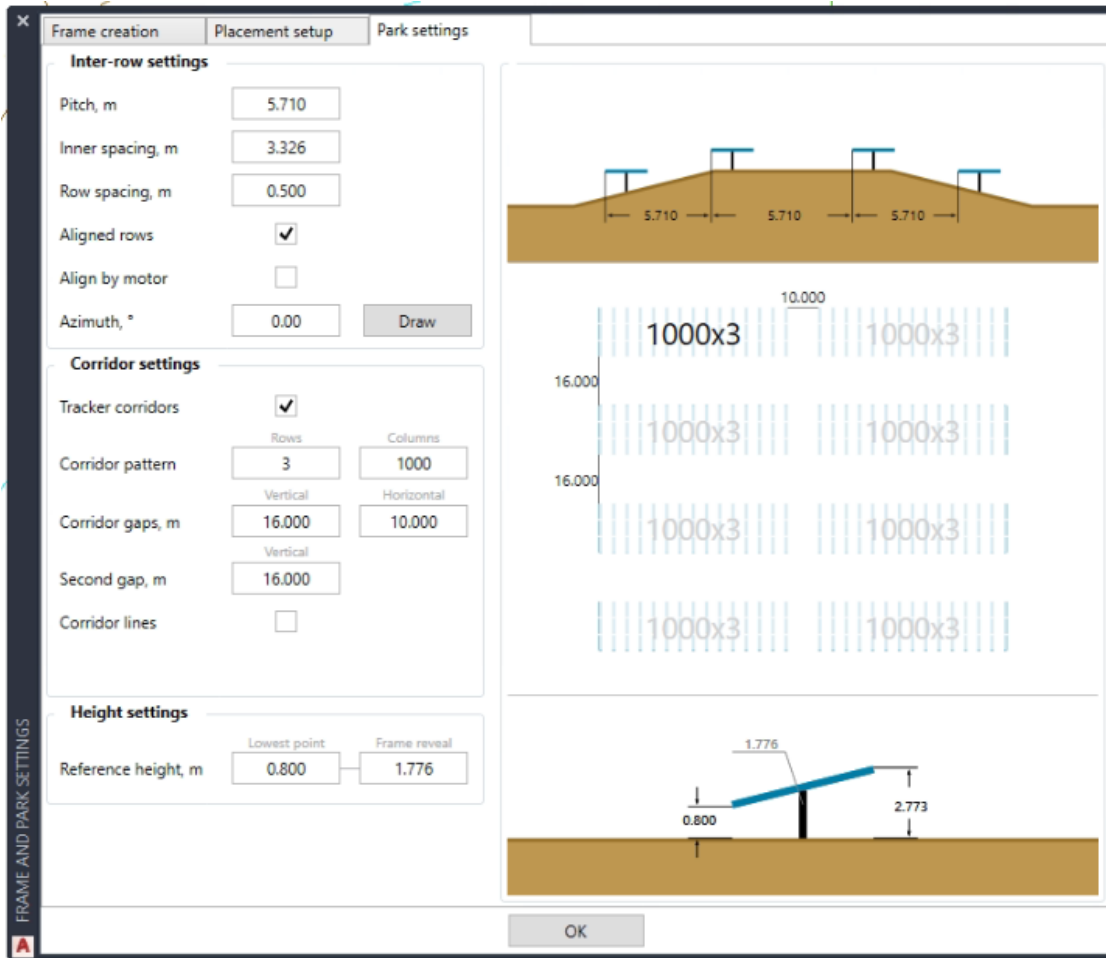 Frame creation
Placement setup
Park settings
Inter-row settings
Pitch, m 5.710
Inner spacing, m 3.326
Row spacing, m 0.500
Aligned rows
Align by motor
Azimuth, ° 0.00 Draw
Corridor settings
Tracker corridors
Rows Columns
Corridor pattern 3 1000
Vertical Horizontal
Corridor gaps, m 16.000 10.000
Vertical
Second gap, m 16.000
Corridor lines
Height settings
Lowest point Frame reveal
Reference height, m 0.800 1.776
5.710 5.710 5.710
10.000
1000x3 1000x3
16.000
1000x3 1000x3
16.000
1000x3 1000x3
1000x3 1000x3
1.776
0.800
2.773
OK
FRAME AND PARK SETTINGS
A